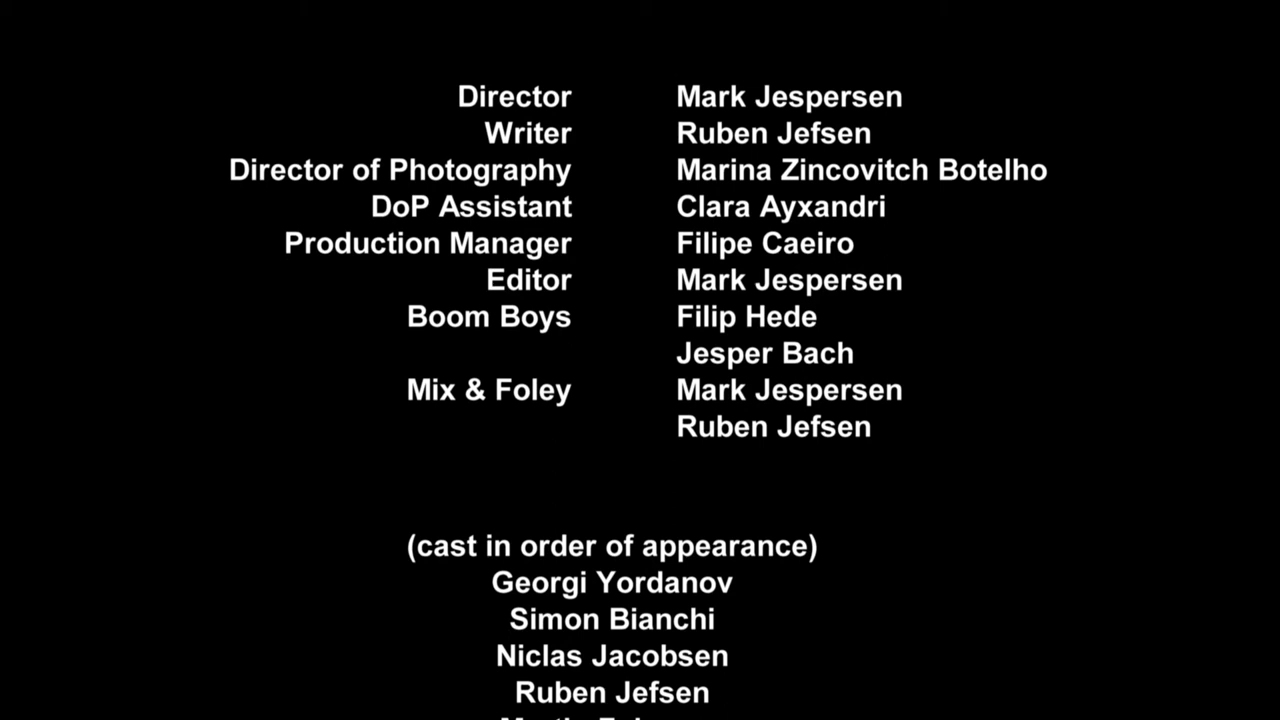 Director Mark Jespersen
Writer Ruben Jefsen
Director of Photography Marina Zincovitch Botelho
DoP Assistant Clara Ayxandri
Production Manager Filipe Caeiro
Editor Mark Jespersen
Boom Boys Filip Hede
Jesper Bach
Mix & Foley Mark Jespersen
Ruben Jefsen
(cast in order of appearance)
Georgi Yordanov
Simon Bianchi
Niclas Jacobsen
Ruben Jefsen